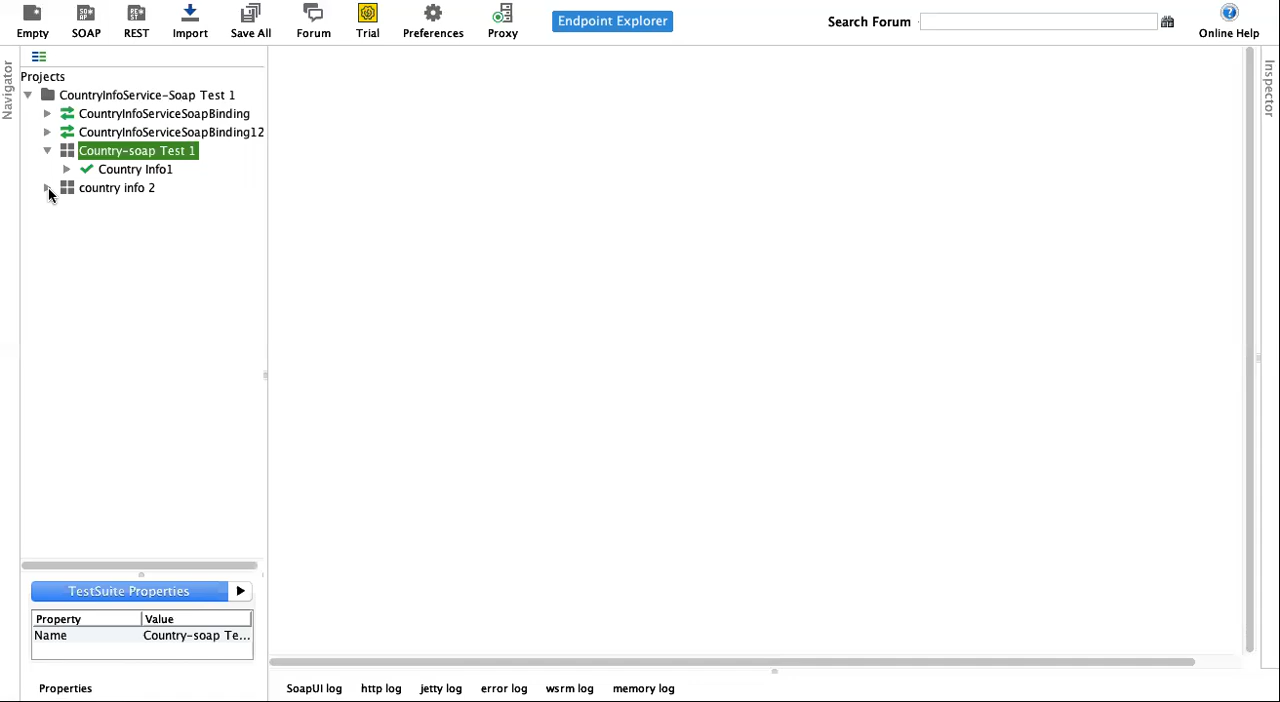 Empty SOAP REST Import Save All Forum Trial Preferences Proxy Endpoint Explorer Search Forum Online Help
Navigator
Projects
CountryInfoService-Soap Test 1
CountryInfoServiceSoapBinding
CountryInfoServiceSoapBinding12
Country-soap Test 1
Country Info1
country info 2
Inspector
TestSuite Properties
Property Value
Name Country-soap Te...
Properties
SoapUI log http log jetty log error log wsrm log memory log